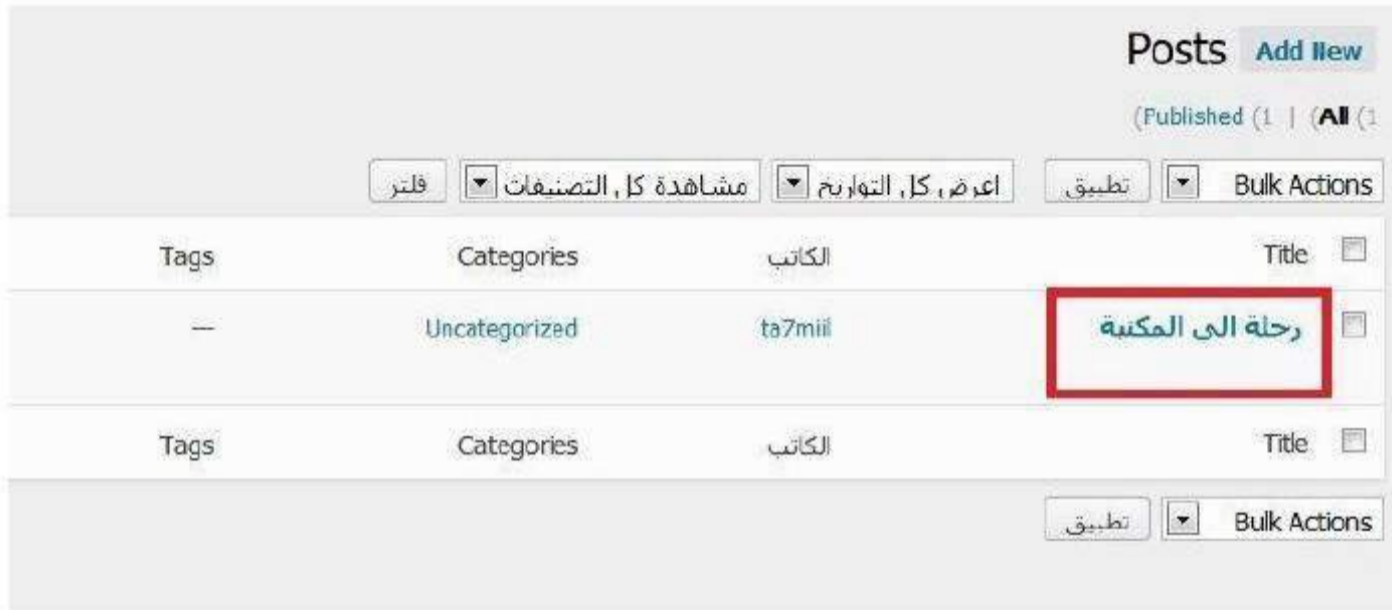 Posts Add New
All (1) | Published (1)
Bulk Actions تطبيق اعرض كل التواريخ مشاهدة كل التصنيفات فلتر
Title الكاتب Categories Tags
رحلة الى المكتبة ta7miil Uncategorized —
Title الكاتب Categories Tags
Bulk Actions تطبيق